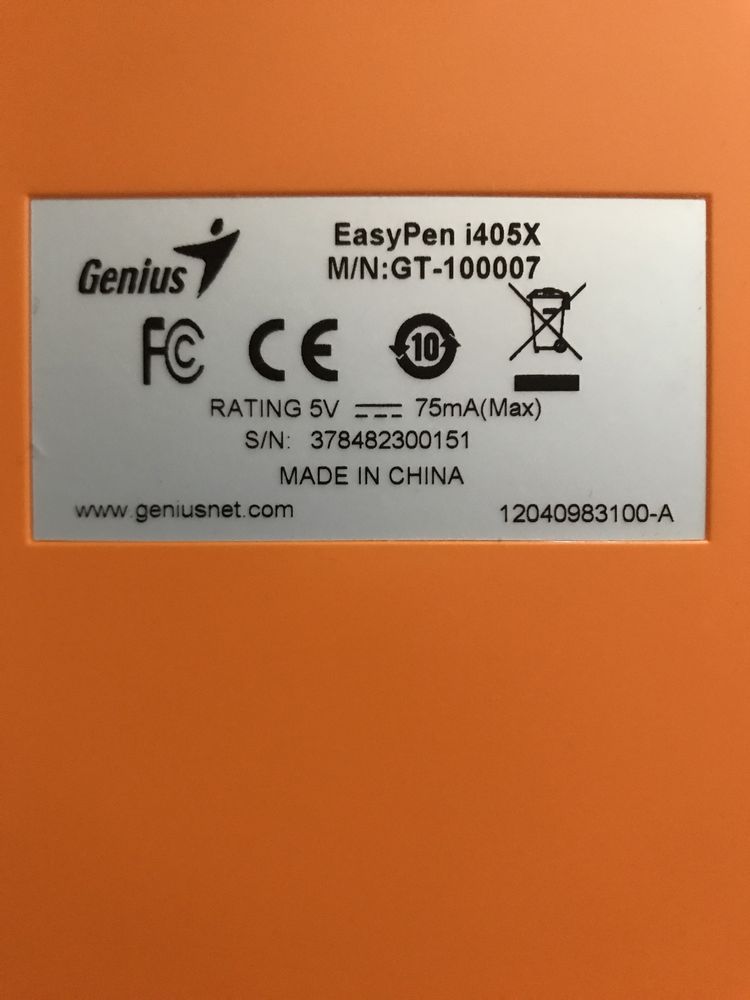 Genius
EasyPen i405X
M/N:GT-100007
FC CE 10
RATING 5V ⎓ 75mA(Max)
S/N: 378482300151
MADE IN CHINA
www.geniusnet.com
12040983100-A